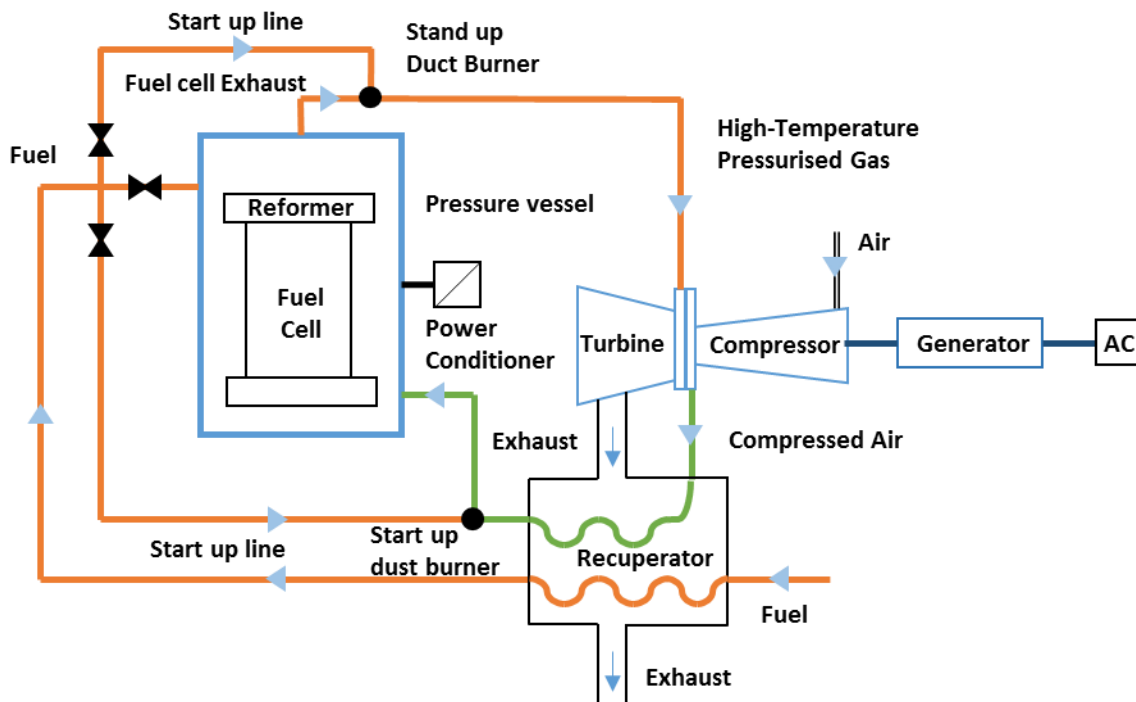 Start up line
Stand up
Duct Burner
Fuel cell Exhaust
High-Temperature
Pressurised Gas
Fuel
Reformer
Pressure vessel
Air
Fuel
Cell
Power
Conditioner
Turbine
Compressor
Generator
AC
Exhaust
Compressed Air
Start up line
Start up
dust burner
Recuperator
Fuel
Exhaust